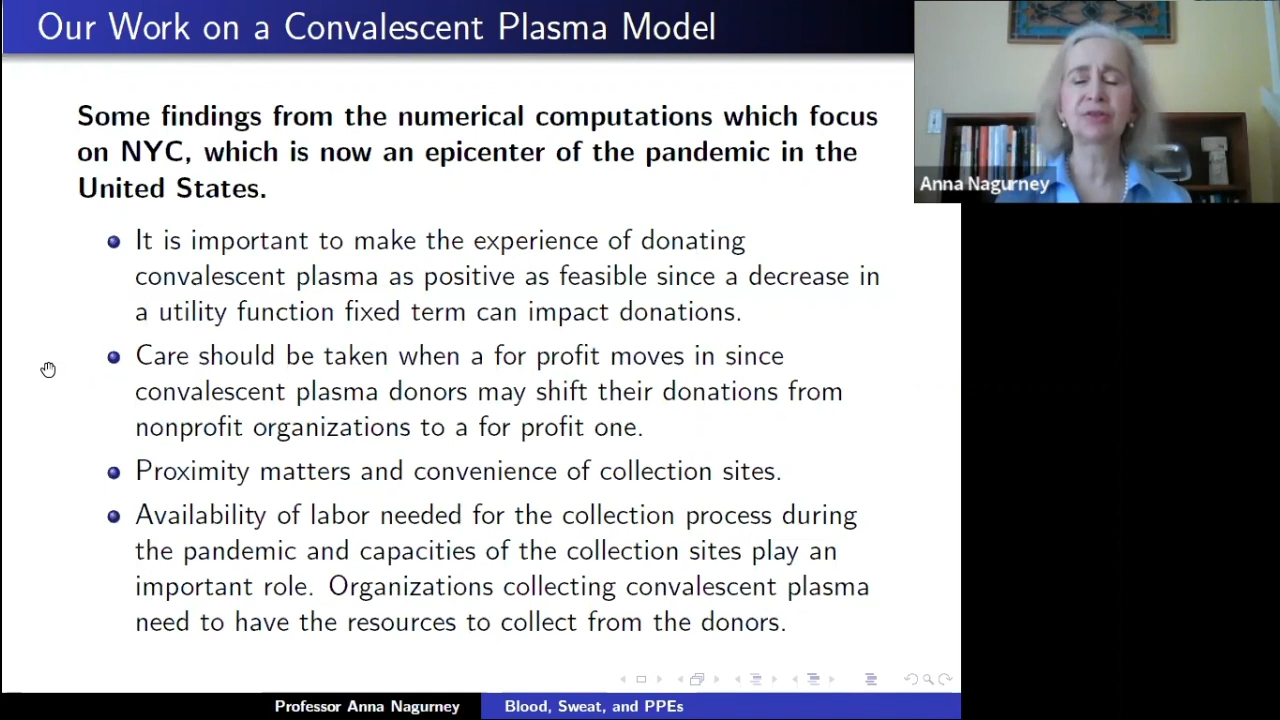 Our Work on a Convalescent Plasma Model
Some findings from the numerical computations which focus
on NYC, which is now an epicenter of the pandemic in the
United States.
It is important to make the experience of donating
convalescent plasma as positive as feasible since a decrease in
a utility function fixed term can impact donations.
Care should be taken when a for profit moves in since
convalescent plasma donors may shift their donations from
nonprofit organizations to a for profit one.
Proximity matters and convenience of collection sites.
Availability of labor needed for the collection process during
the pandemic and capacities of the collection sites play an
important role. Organizations collecting convalescent plasma
need to have the resources to collect from the donors.
Anna Nagurney
Professor Anna Nagurney
Blood, Sweat, and PPEs